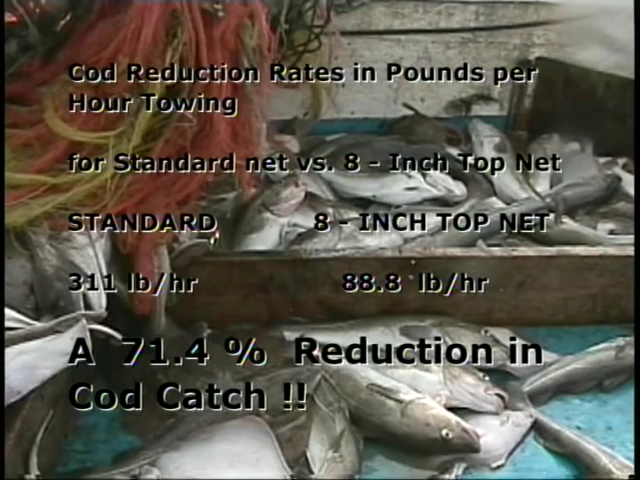 Cod Reduction Rates in Pounds per
Hour Towing
for Standard net vs. 8 - Inch Top Net
STANDARD 8 - INCH TOP NET
311 lb/hr 88.8 lb/hr
A 71.4 % Reduction in
Cod Catch !!